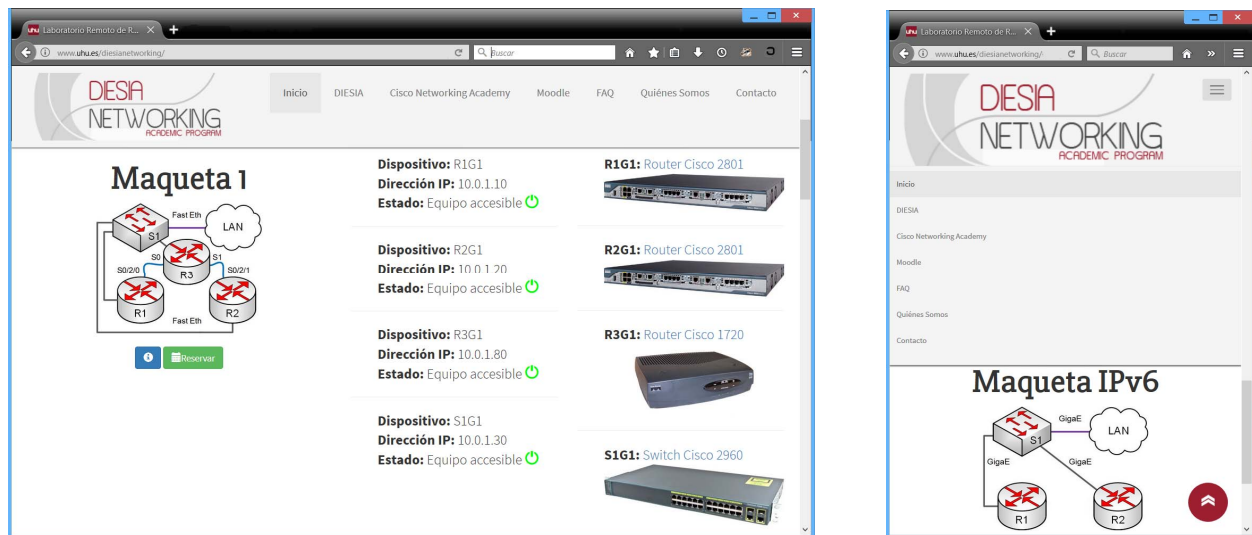 Laboratorio Remoto de R...
www.uhu.es/diesianetworking/
Buscar
DIESIA
NETWORKING
ACADEMIC PROGRAM
Inicio
DIESIA
Cisco Networking Academy
Moodle
FAQ
Quiénes Somos
Contacto
Maqueta 1
Fast Eth
LAN
S1
S0
S1
R3
S0/2/0
S0/2/1
R1
R2
Fast Eth
Reservar
Dispositivo: R1G1
Dirección IP: 10.0.1.10
Estado: Equipo accesible
Dispositivo: R2G1
Dirección IP: 10.0.1.20
Estado: Equipo accesible
Dispositivo: R3G1
Dirección IP: 10.0.1.80
Estado: Equipo accesible
Dispositivo: S1G1
Dirección IP: 10.0.1.30
Estado: Equipo accesible
R1G1: Router Cisco 2801
R2G1: Router Cisco 2801
R3G1: Router Cisco 1720
S1G1: Switch Cisco 2960
Laboratorio Remoto de R...
www.uhu.es/diesianetworking/
Buscar
DIESIA
NETWORKING
ACADEMIC PROGRAM
Inicio
DIESIA
Cisco Networking Academy
Moodle
FAQ
Quiénes Somos
Contacto
Maqueta IPv6
GigaE
LAN
S1
GigaE
GigaE
R1
R2